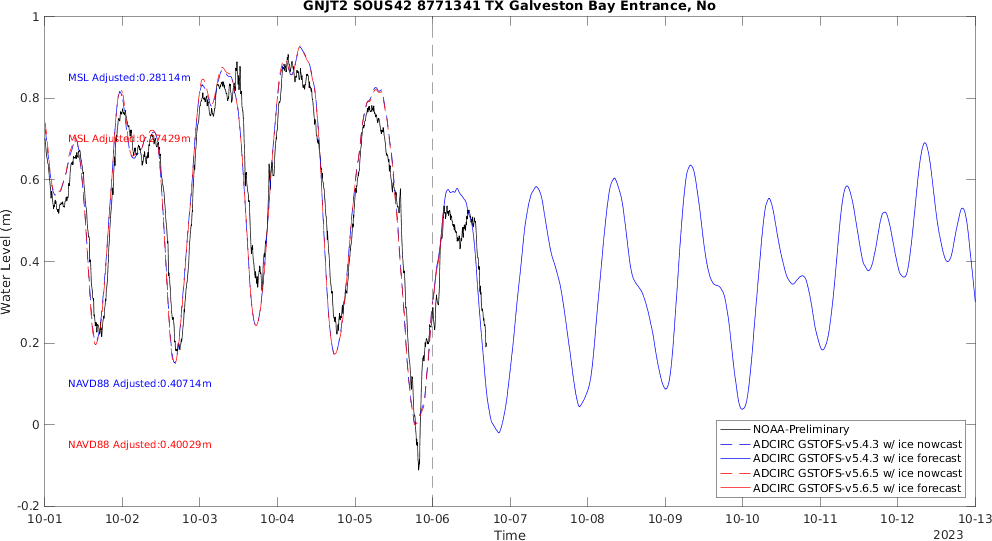 GNJT2 SOUS42 8771341 TX Galveston Bay Entrance, No
Water Level (m)
1
0.8
0.6
0.4
0.2
0
-0.2
MSL Adjusted:0.28114m
MSL Adjusted:0.27429m
NAVD88 Adjusted:0.40714m
NAVD88 Adjusted:0.40029m
NOAA-Preliminary
ADCIRC GSTOFS-v5.4.3 w/ ice nowcast
ADCIRC GSTOFS-v5.4.3 w/ ice forecast
ADCIRC GSTOFS-v5.6.5 w/ ice nowcast
ADCIRC GSTOFS-v5.6.5 w/ ice forecast
10-01 10-02 10-03 10-04 10-05 10-06 10-07 10-08 10-09 10-10 10-11 10-12 10-13
Time
2023